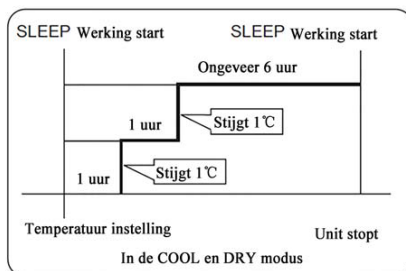 SLEEP Werking start
SLEEP Werking start
Ongeveer 6 uur
1 uur
Stijgt 1℃
1 uur
Stijgt 1℃
Temperatuur instelling
Unit stopt
In de COOL en DRY modus